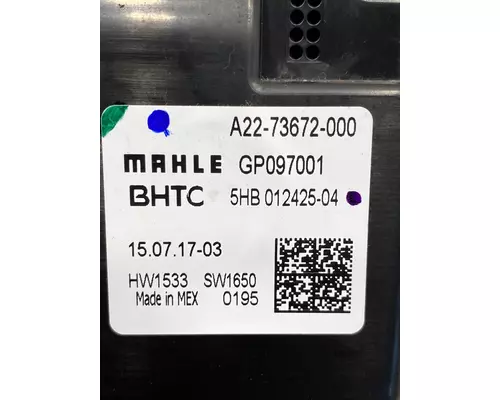 A22-73672-000
MAHLE GP097001
BHTC 5HB 012425-04
15.07.17-03
HW1533 SW1650
Made in MEX 0195